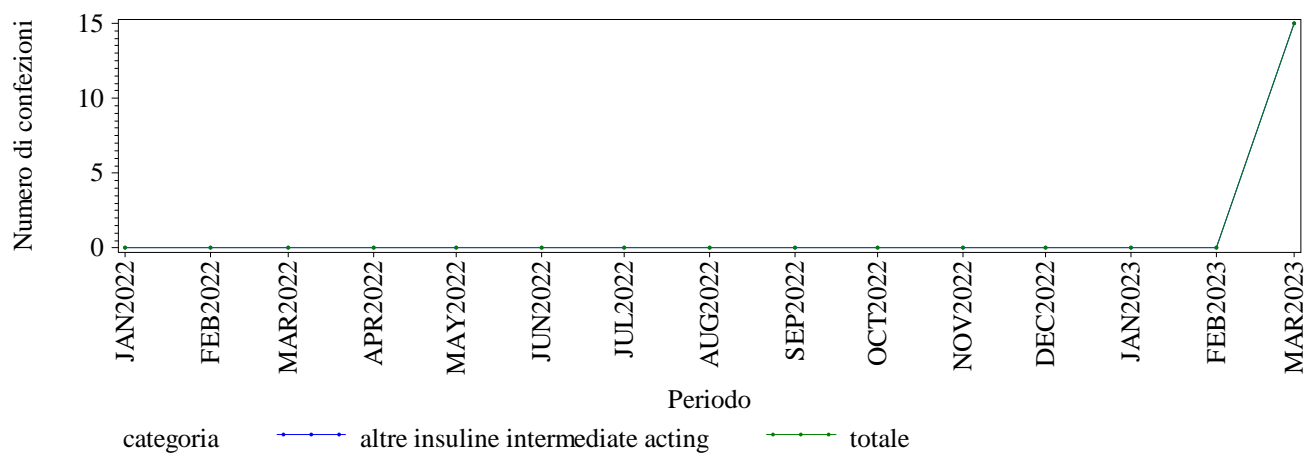 Numero di confezioni
15
10
5
0
JAN2022
FEB2022
MAR2022
APR2022
MAY2022
JUN2022
JUL2022
AUG2022
SEP2022
OCT2022
NOV2022
DEC2022
JAN2023
FEB2023
MAR2023
Periodo
categoria altre insuline intermediate acting totale